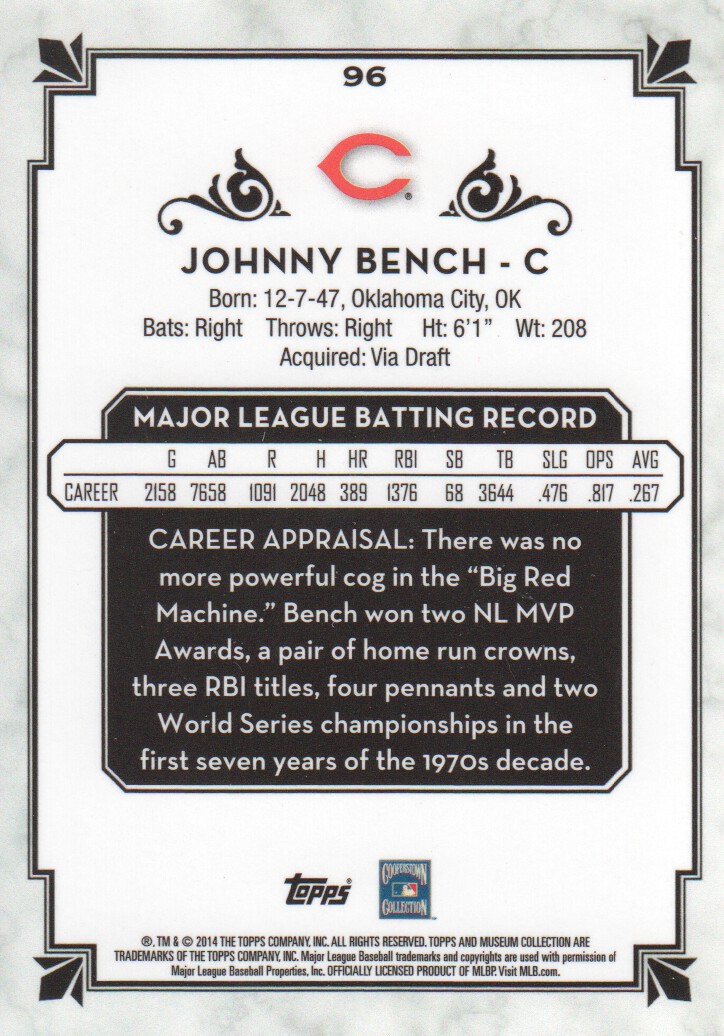 96
C ®
JOHNNY BENCH - C
Born: 12-7-47, Oklahoma City, OK
Bats: Right Throws: Right Ht: 6'1" Wt: 208
Acquired: Via Draft
MAJOR LEAGUE BATTING RECORD
G AB R H HR RBI SB TB SLG OPS AVG
CAREER 2158 7658 1091 2048 389 1376 68 3644 .476 .817 .267
CAREER APPRAISAL: There was no
more powerful cog in the “Big Red
Machine.” Bench won two NL MVP
Awards, a pair of home run crowns,
three RBI titles, four pennants and two
World Series championships in the
first seven years of the 1970s decade.
Topps®
COOPERSTOWN
COLLECTION™
®, TM & © 2014 THE TOPPS COMPANY, INC. ALL RIGHTS RESERVED. TOPPS AND MUSEUM COLLECTION ARE
TRADEMARKS OF THE TOPPS COMPANY, INC. Major League Baseball trademarks and copyrights are used with permission of
Major League Baseball Properties, Inc. OFFICIALLY LICENSED PRODUCT OF MLBP. Visit MLB.com.